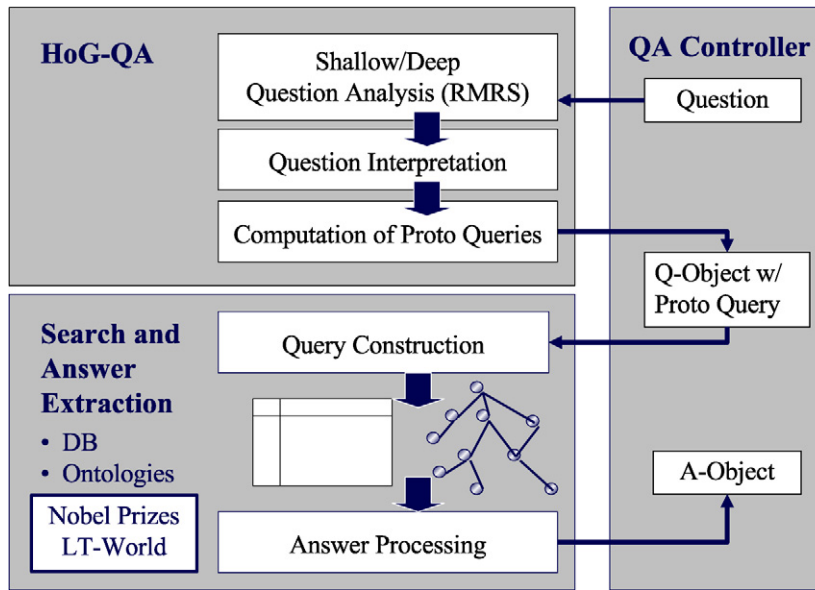 HoG-QA
Shallow/Deep
Question Analysis (RMRS)
Question Interpretation
Computation of Proto Queries
QA Controller
Question
Q-Object w/
Proto Query
A-Object
Search and
Answer
Extraction
• DB
• Ontologies
Nobel Prizes
LT-World
Query Construction
Answer Processing